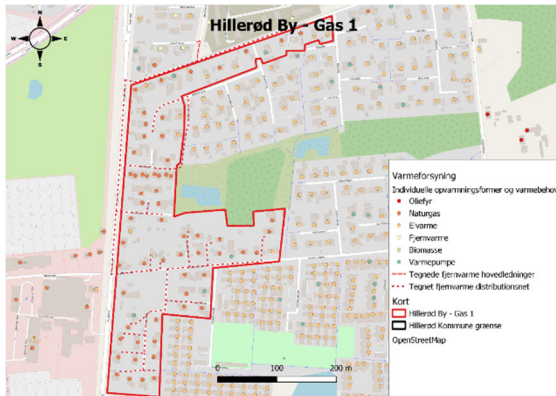 Hillerød By - Gas 1
N
W
E
S
Varmeforsyning
Individuelle opvarmningsformer og varmebehov
Oliefyr
Naturgas
Elvarme
Fjernvarme
Biomasse
Varmepumpe
Tegnede fjernvarme hovedledninger
Tegnet fjernvarme distributionsnet
Kort
Hillerød By - Gas 1
Hillerød Kommune grænse
OpenStreetMap
0 100 200 m